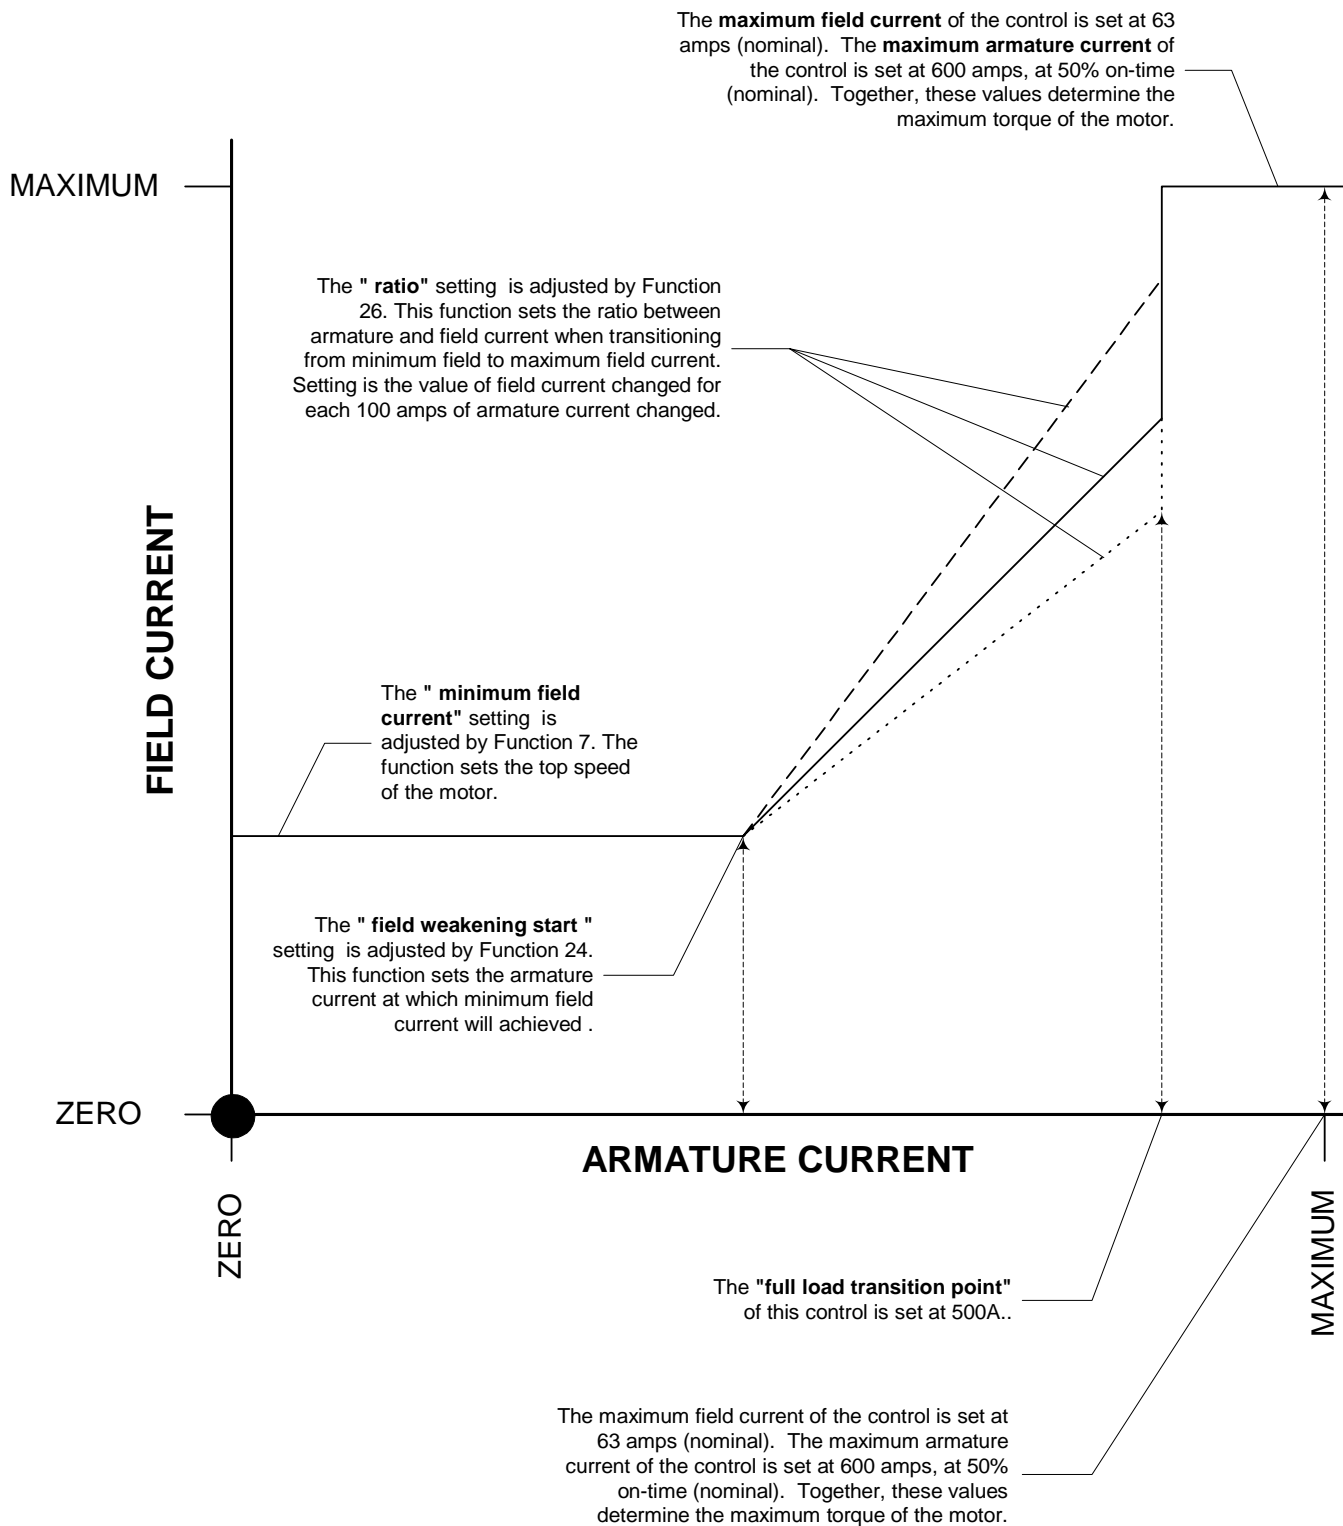 The maximum field current of the control is set at 63
amps (nominal).  The maximum armature current of
the control is set at 600 amps, at 50% on-time
(nominal).  Together, these values determine the
maximum torque of the motor.
MAXIMUM
The " ratio" setting  is adjusted by Function
26. This function sets the ratio between
armature and field current when transitioning
from minimum field to maximum field current.
Setting is the value of field current changed for
each 100 amps of armature current changed.
FIELD CURRENT
The " minimum field
current" setting  is
adjusted by Function 7. The
function sets the top speed
of the motor.
The " field weakening start "
setting  is adjusted by Function 24.
This function sets the armature
current at which minimum field
current will achieved .
ZERO
ARMATURE CURRENT
ZERO
MAXIMUM
The "full load transition point"
of this control is set at 500A..
The maximum field current of the control is set at
63 amps (nominal).  The maximum armature
current of the control is set at 600 amps, at 50%
on-time (nominal).  Together, these values
determine the maximum torque of the motor.